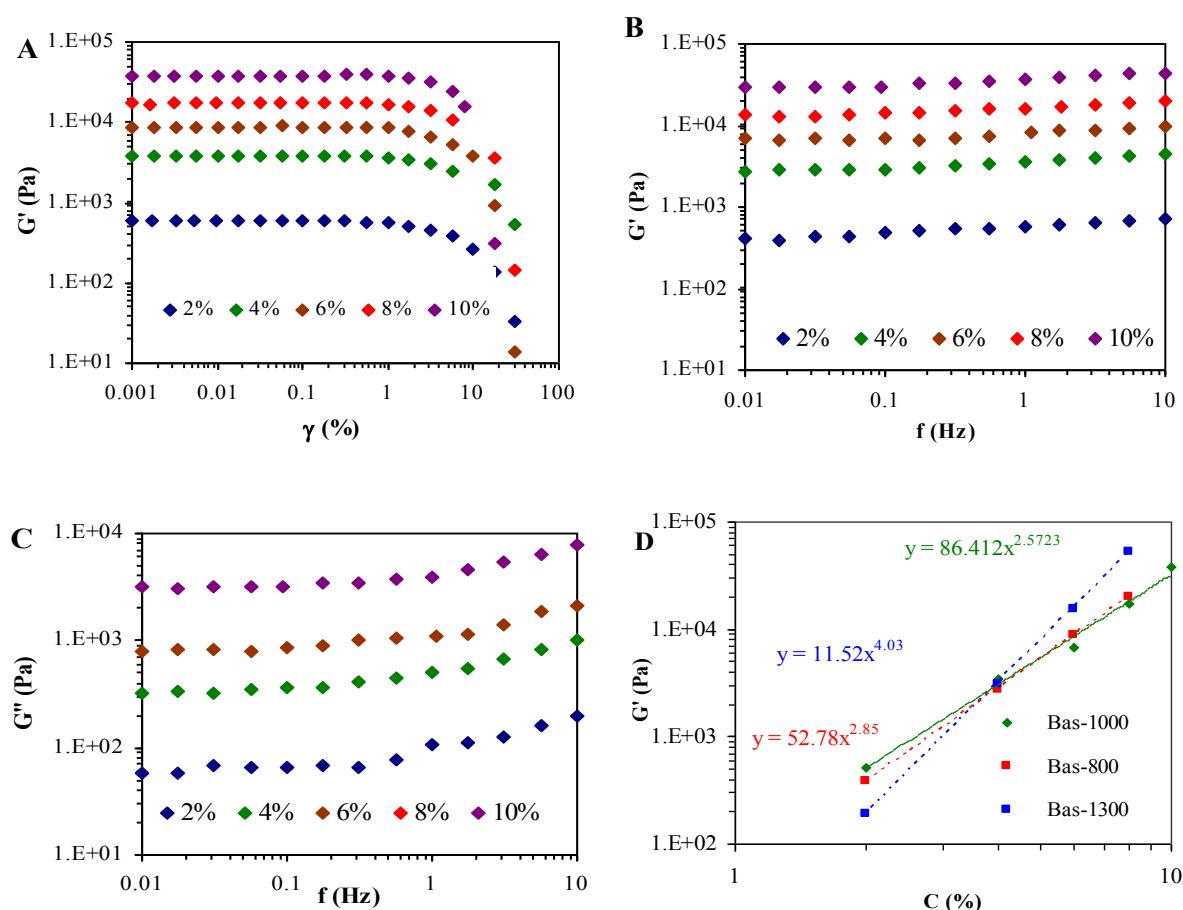 A
1.E+05
1.E+04
1.E+03
1.E+02
1.E+01
G' (Pa)
2% 4% 6% 8% 10%
0.001 0.01 0.1 1 10 100
γ (%)
B
1.E+05
1.E+04
1.E+03
1.E+02
1.E+01
G' (Pa)
2% 4% 6% 8% 10%
0.01 0.1 1 10
f (Hz)
C
1.E+04
1.E+03
1.E+02
1.E+01
G" (Pa)
2% 4% 6% 8% 10%
0.01 0.1 1 10
f (Hz)
D
1.E+05
1.E+04
1.E+03
1.E+02
G' (Pa)
y = 86.412x^2.5723
y = 11.52x^4.03
y = 52.78x^2.85
Bas-1000
Bas-800
Bas-1300
1 10
C (%)